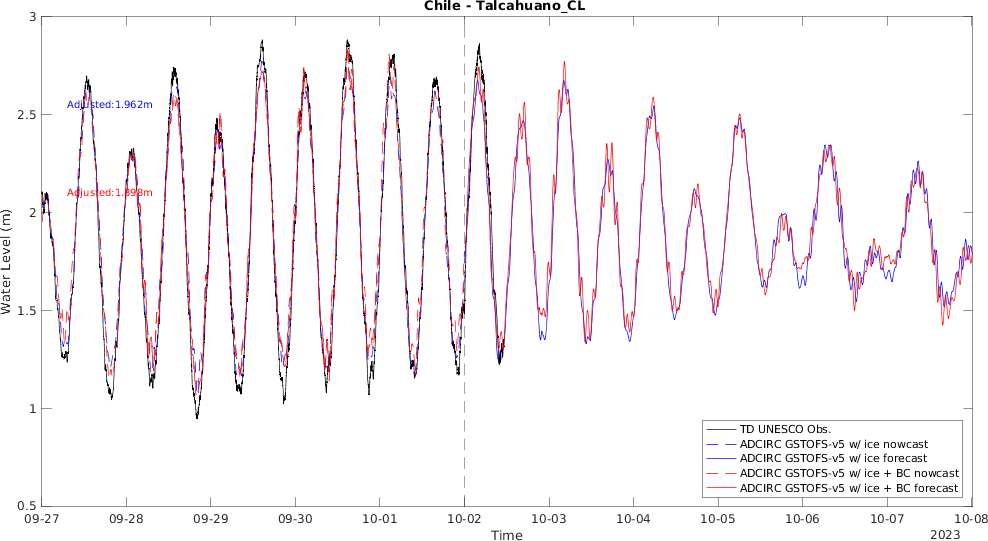 Chile - Talcahuano_CL
3
2.5
2
1.5
1
0.5
Water Level (m)
Adjusted:1.962m
Adjusted:1.898m
TD UNESCO Obs.
ADCIRC GSTOFS-v5 w/ ice nowcast
ADCIRC GSTOFS-v5 w/ ice forecast
ADCIRC GSTOFS-v5 w/ ice + BC nowcast
ADCIRC GSTOFS-v5 w/ ice + BC forecast
09-27 09-28 09-29 09-30 10-01 10-02 10-03 10-04 10-05 10-06 10-07 10-08
Time
2023